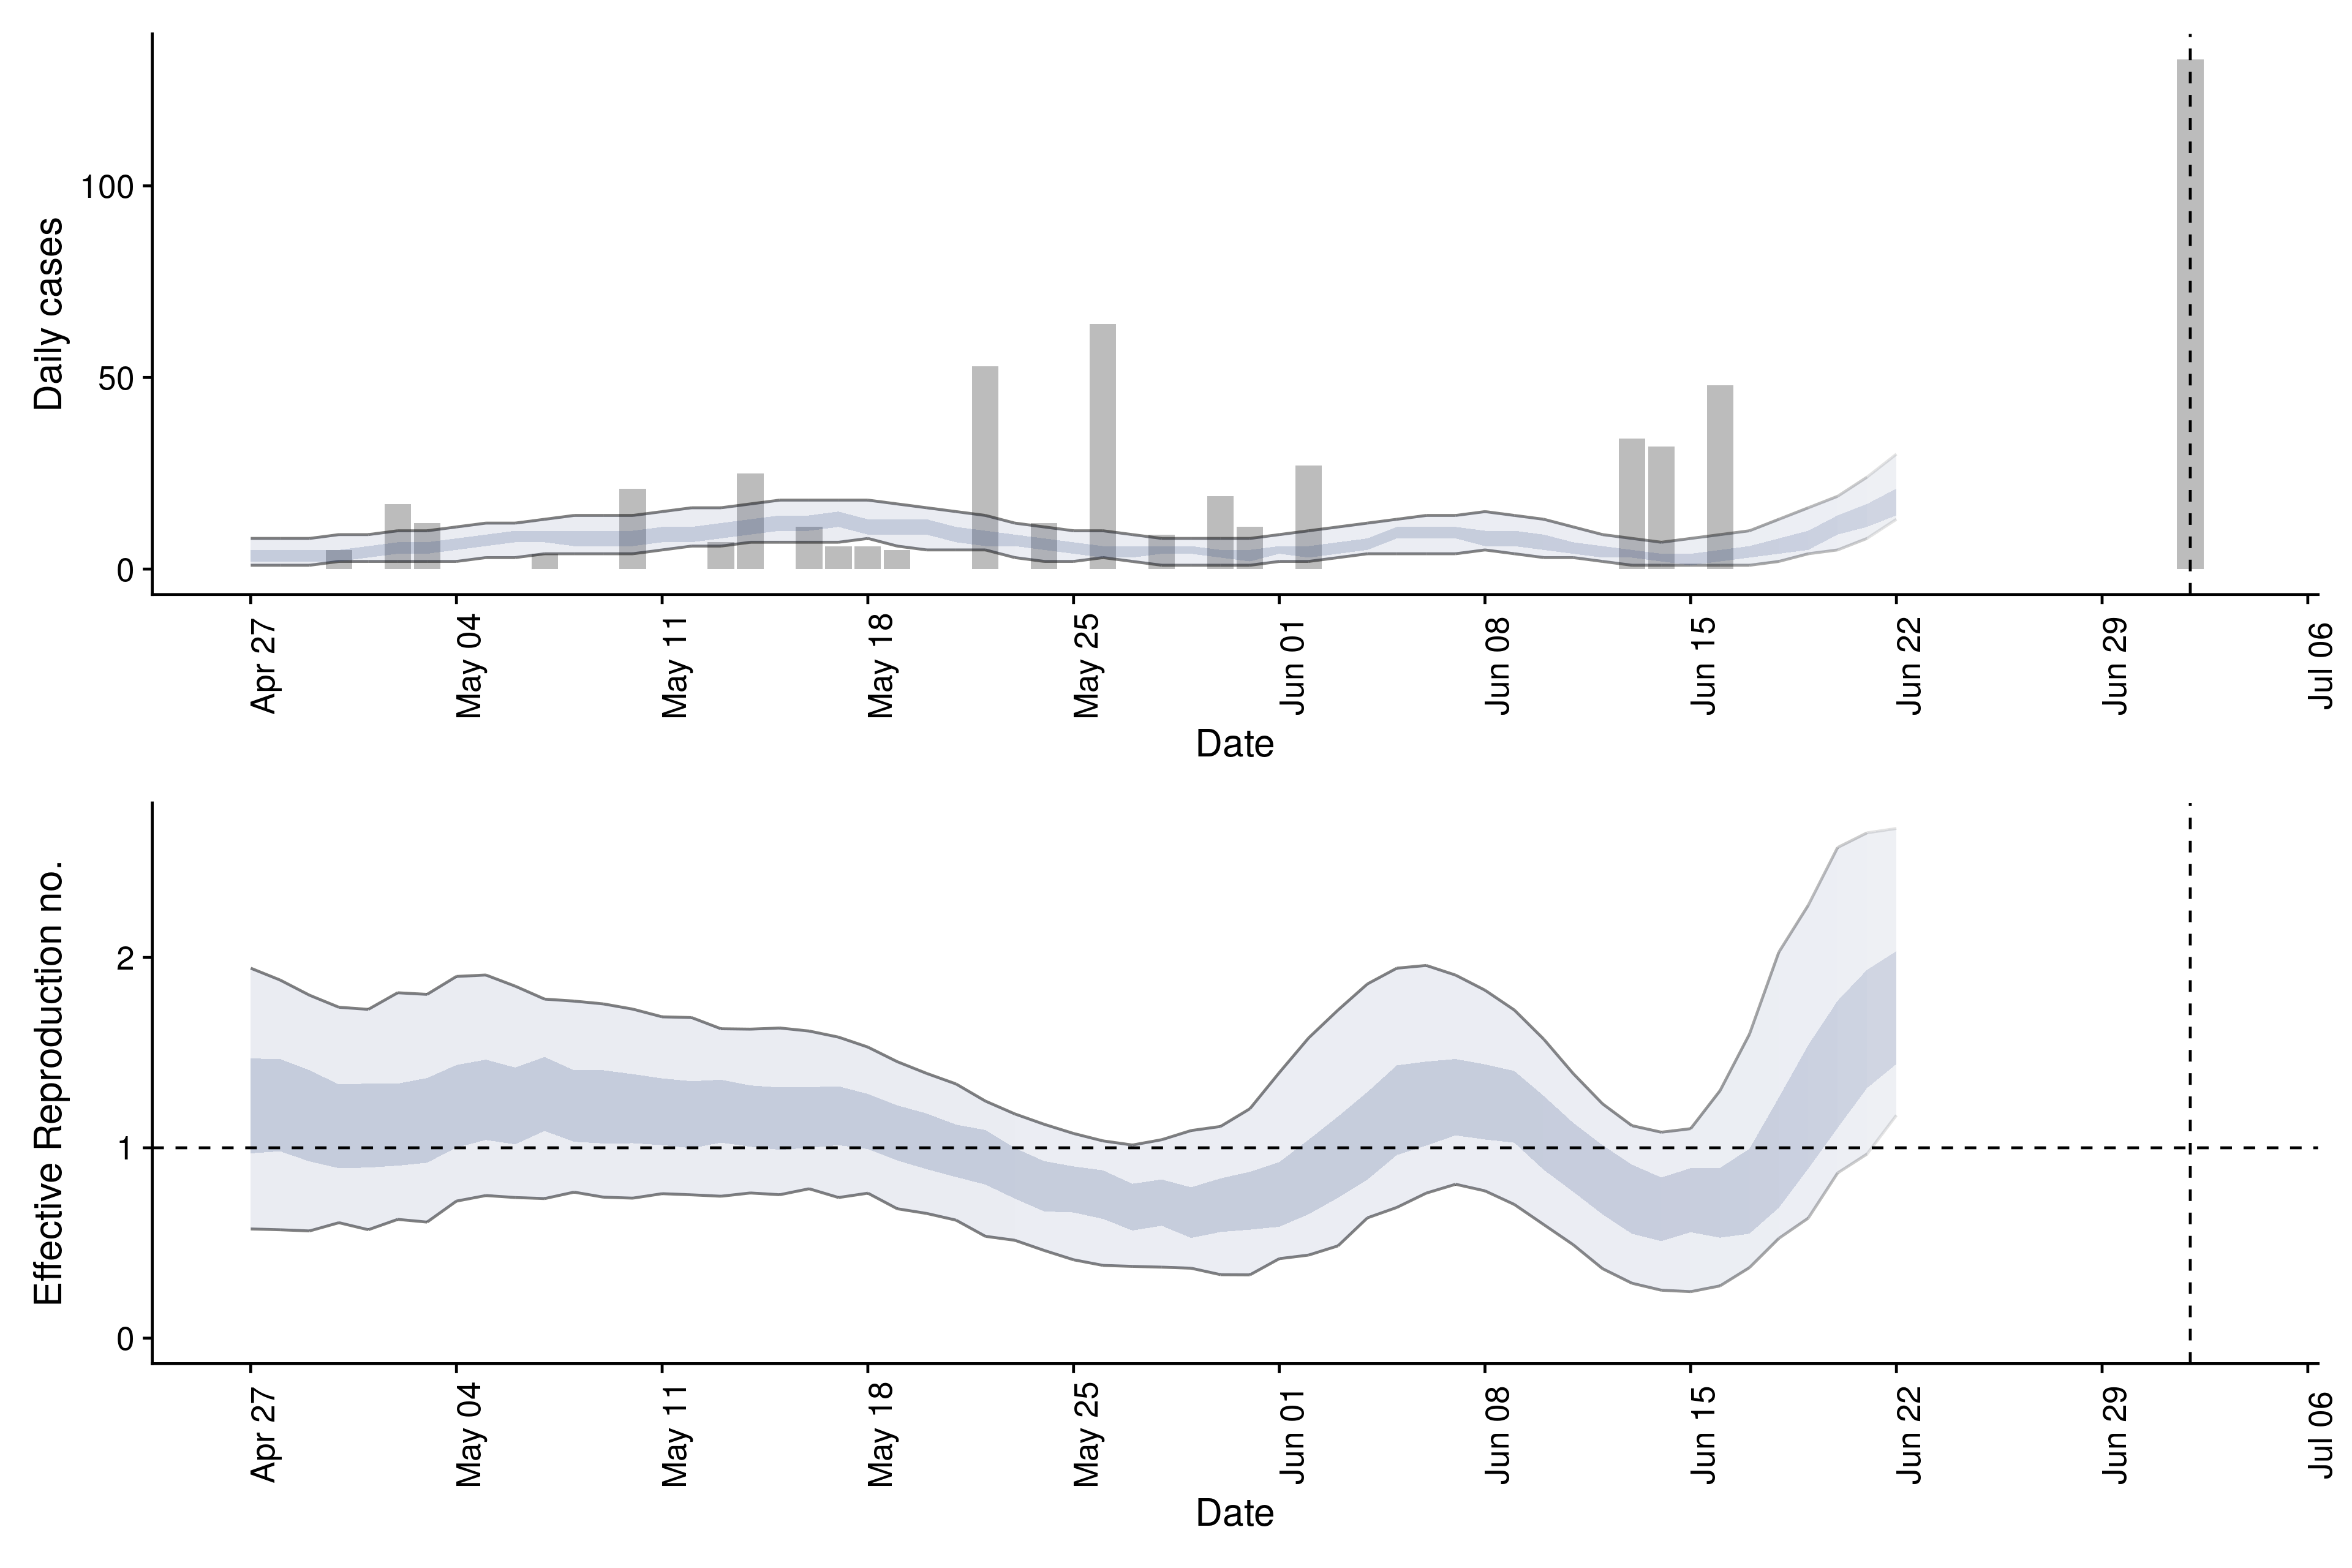 Daily cases
100
50
0
Apr 27
May 04
May 11
May 18
May 25
Jun 01
Jun 08
Jun 15
Jun 22
Jun 29
Jul 06
Date
Effective Reproduction no.
2
1
0
Apr 27
May 04
May 11
May 18
May 25
Jun 01
Jun 08
Jun 15
Jun 22
Jun 29
Jul 06
Date